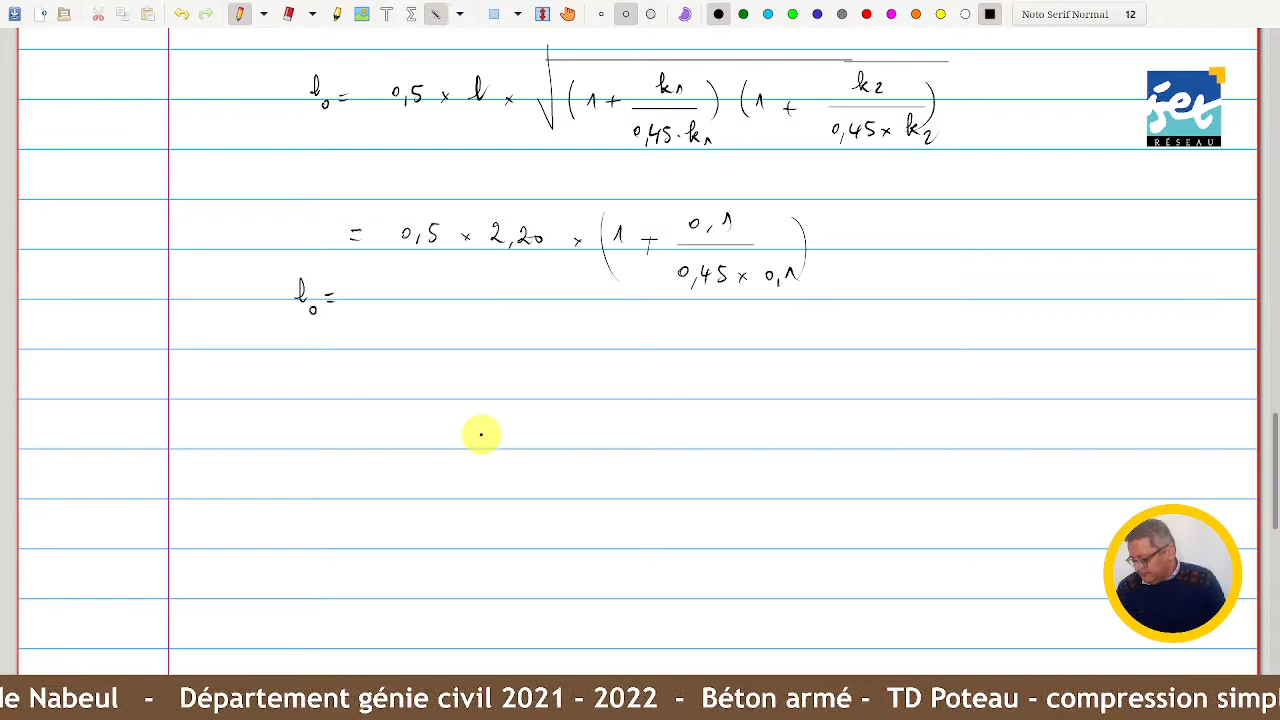 Noto Serif Normal 12
l₀ = 0,5 × l × √(1 + k1 / 0,45 · k1) (1 + k2 / 0,45 × k2)
iset
RÉSEAU
= 0,5 × 2,20 × (1 + 0,1 / 0,45 × 0,1)
l₀ =
de Nabeul - Département génie civil 2021 - 2022 - Béton armé - TD Poteau - compression simp